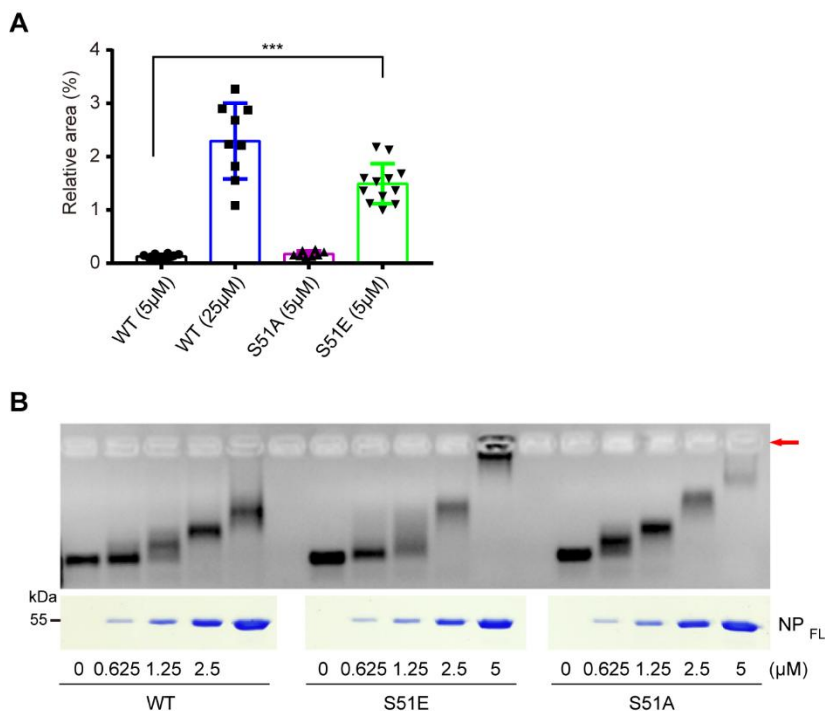 A
***
4
3
2
1
0
Relative area (%)
WT (5μM)
WT (25μM)
S51A (5μM)
S51E (5μM)
B
kDa
55
NP FL
0 0.625 1.25 2.5 0 0.625 1.25 2.5 5 0 0.625 1.25 2.5 5 (μM)
WT S51E S51A